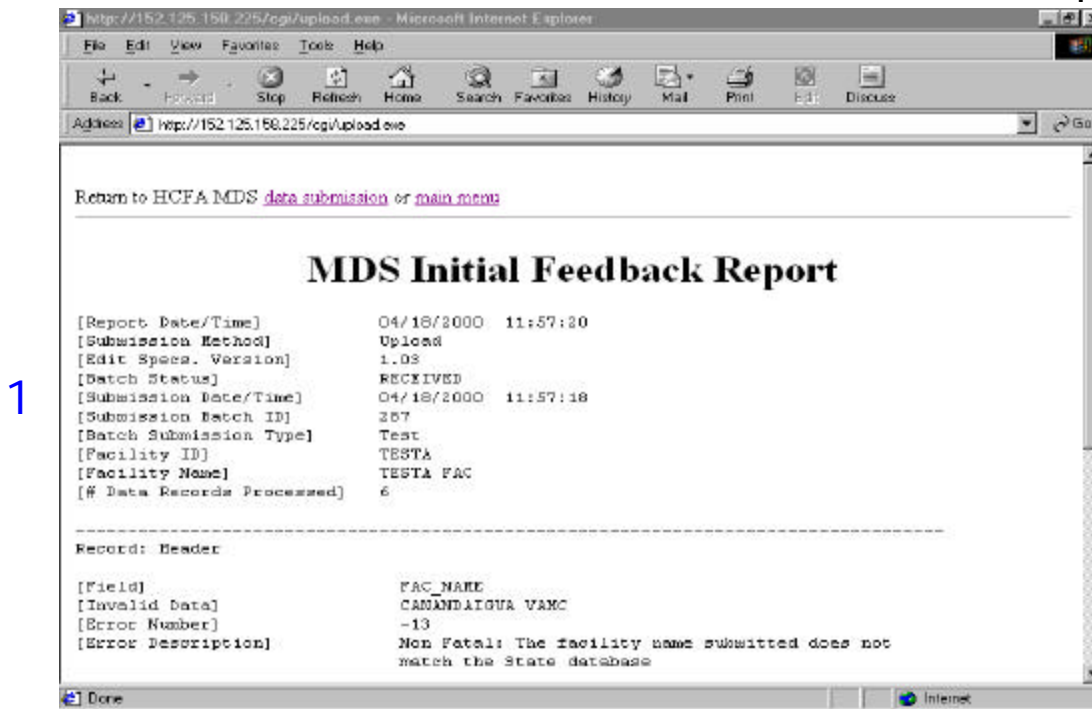 http://152.125.158.225/cgi/upload.exe - Microsoft Internet Explorer
File Edit View Favorites Tools Help
Back Forward Stop Refresh Home Search Favorites History Mail Print Edit Discuss
Address http://152.125.158.225/cgi/upload.exe Go
Return to HCFA MDS data submission or main menu
MDS Initial Feedback Report
[Report Date/Time] 04/18/2000 11:57:20
[Submission Method] Upload
[Edit Specs. Version] 1.03
[Batch Status] RECEIVED
[Submission Date/Time] 04/18/2000 11:57:18
[Submission Batch ID] 287
[Batch Submission Type] Test
[Facility ID] TESTA
[Facility Name] TESTA FAC
[# Data Records Processed] 6
1
Record: Header
[Field] FAC_NAME
[Invalid Data] CANANDAIGUA VAMC
[Error Number] -13
[Error Description] Non Fatal: The facility name submitted does not
match the State database
Done Internet